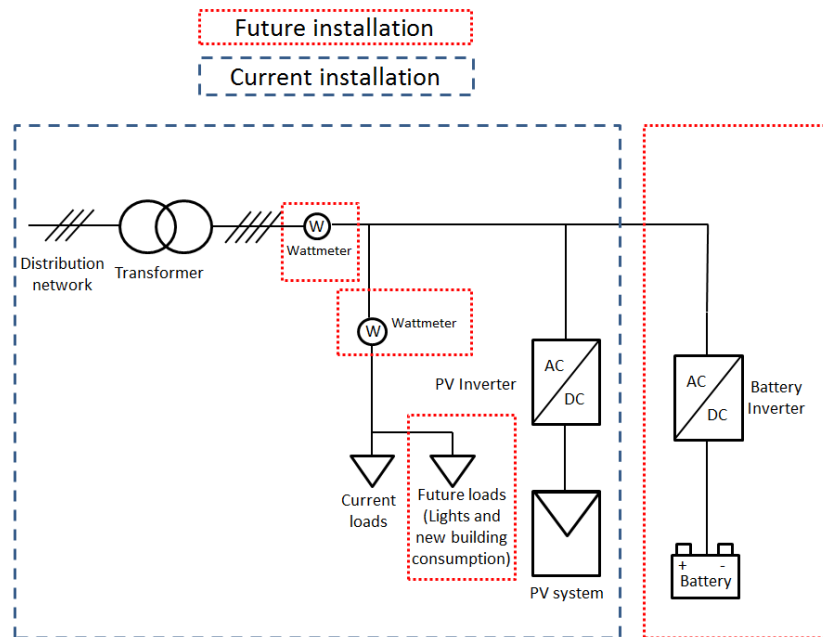 Future installation
Current installation
W
Wattmeter
Distribution
network
Transformer
W
Wattmeter
PV Inverter
AC
DC
AC
DC
Battery
Inverter
Current
loads
Future loads
(Lights and
new building
consumption)
PV system
+ -
Battery